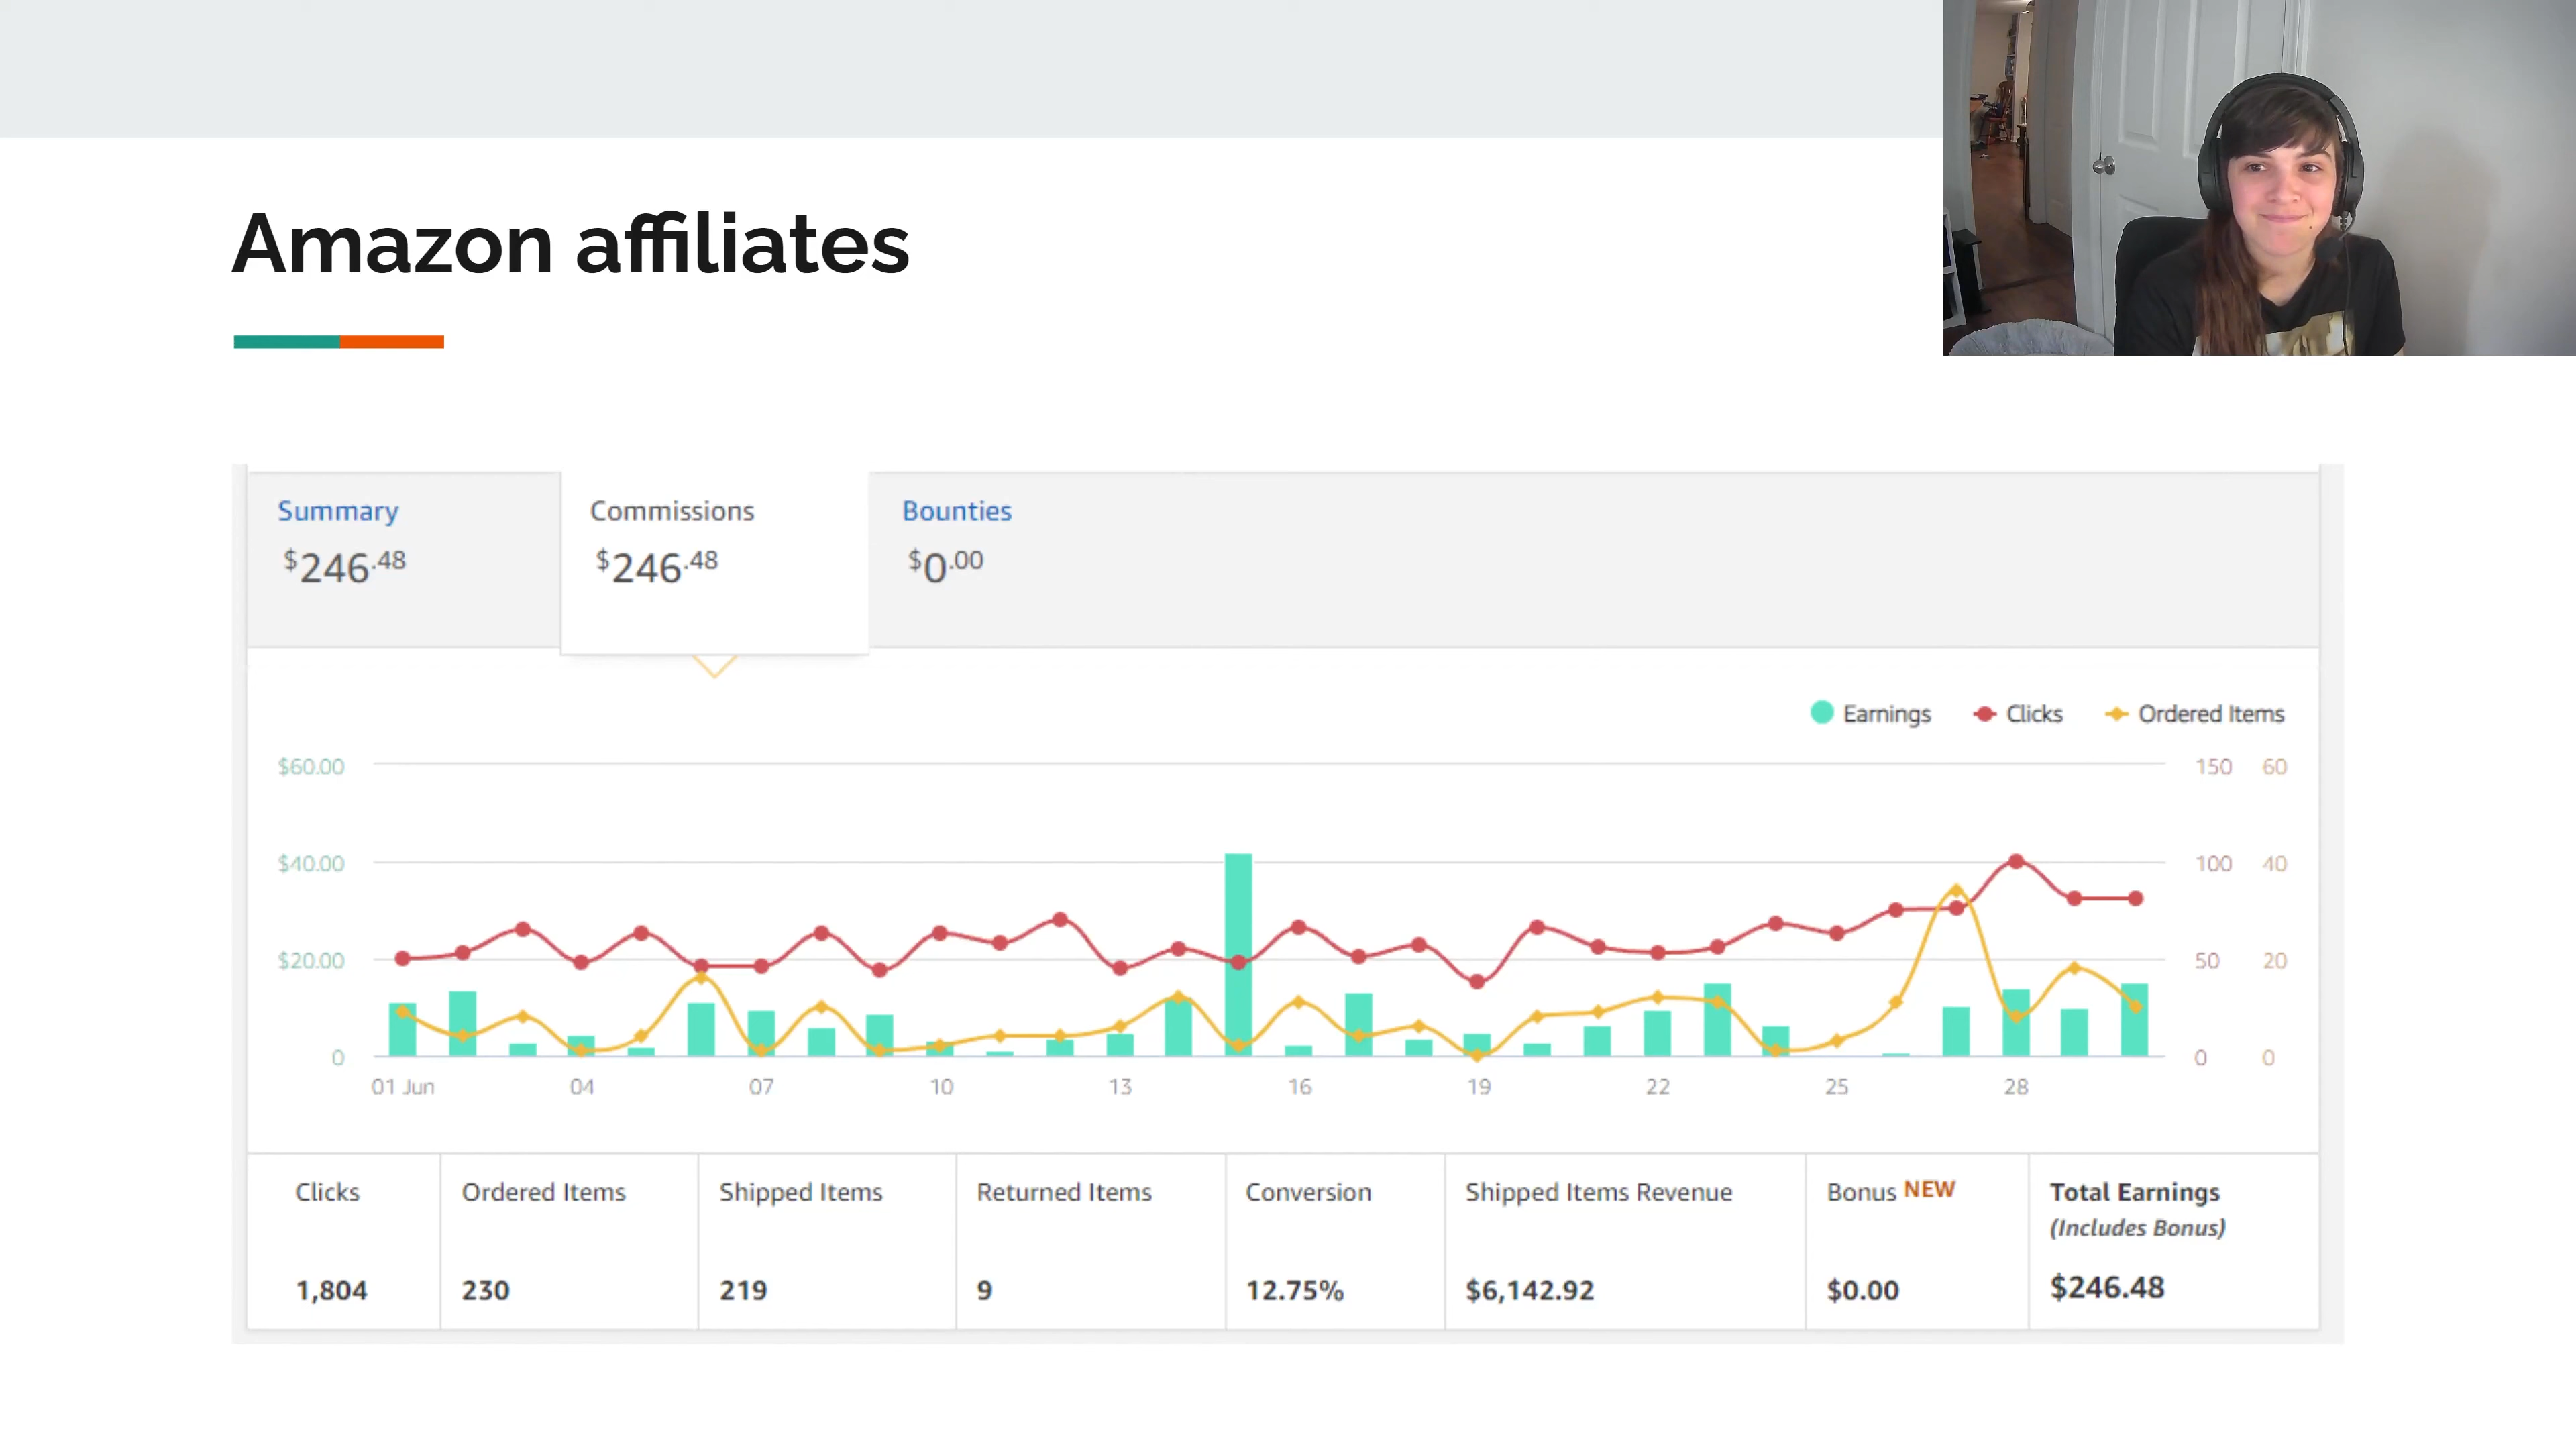 Amazon affiliates
Summary Commissions Bounties
$246.48 $246.48 $0.00
Earnings Clicks Ordered Items
$60.00 150 60
$40.00 100 40
$20.00 50 20
0 0 0
01 Jun 04 07 10 13 16 19 22 25 28
Clicks Ordered Items Shipped Items Returned Items Conversion Shipped Items Revenue Bonus NEW Total Earnings
(Includes Bonus)
1,804 230 219 9 12.75% $6,142.92 $0.00 $246.48